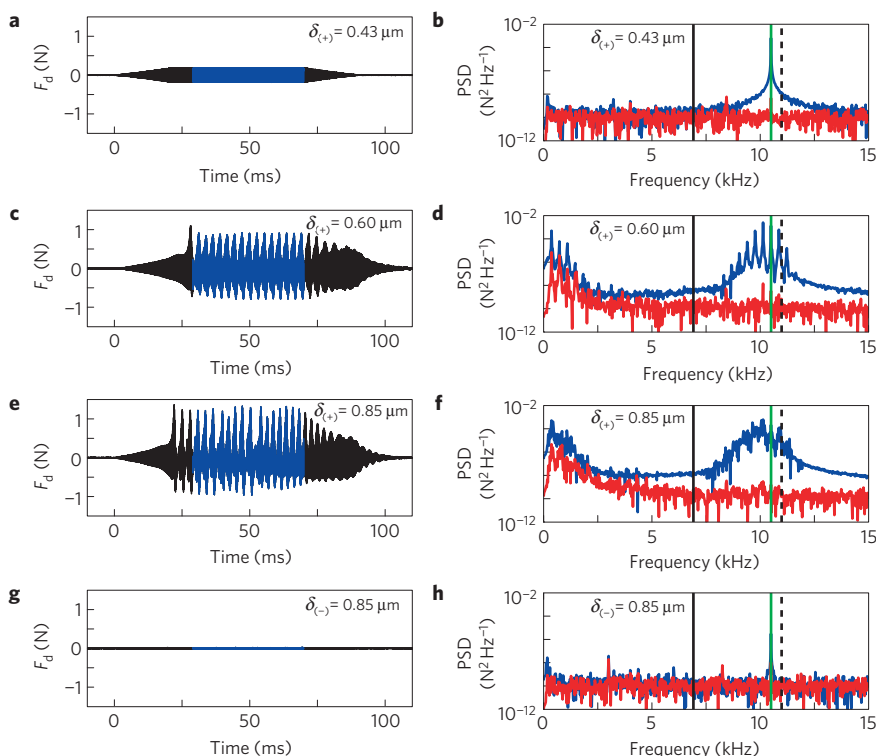 a
δ(+) = 0.43 μm
1
0
−1
Fd (N)
0
50
100
Time (ms)
b
δ(+) = 0.43 μm
10−2
10−12
PSD
(N2 Hz−1)
0
5
10
15
Frequency (kHz)
c
δ(+) = 0.60 μm
1
0
−1
Fd (N)
0
50
100
Time (ms)
d
δ(+) = 0.60 μm
10−2
10−12
PSD
(N2 Hz−1)
0
5
10
15
Frequency (kHz)
e
δ(+) = 0.85 μm
1
0
−1
Fd (N)
0
50
100
Time (ms)
f
δ(+) = 0.85 μm
10−2
10−12
PSD
(N2 Hz−1)
0
5
10
15
Frequency (kHz)
g
δ(−) = 0.85 μm
1
0
−1
Fd (N)
0
50
100
Time (ms)
h
δ(−) = 0.85 μm
10−2
10−12
PSD
(N2 Hz−1)
0
5
10
15
Frequency (kHz)